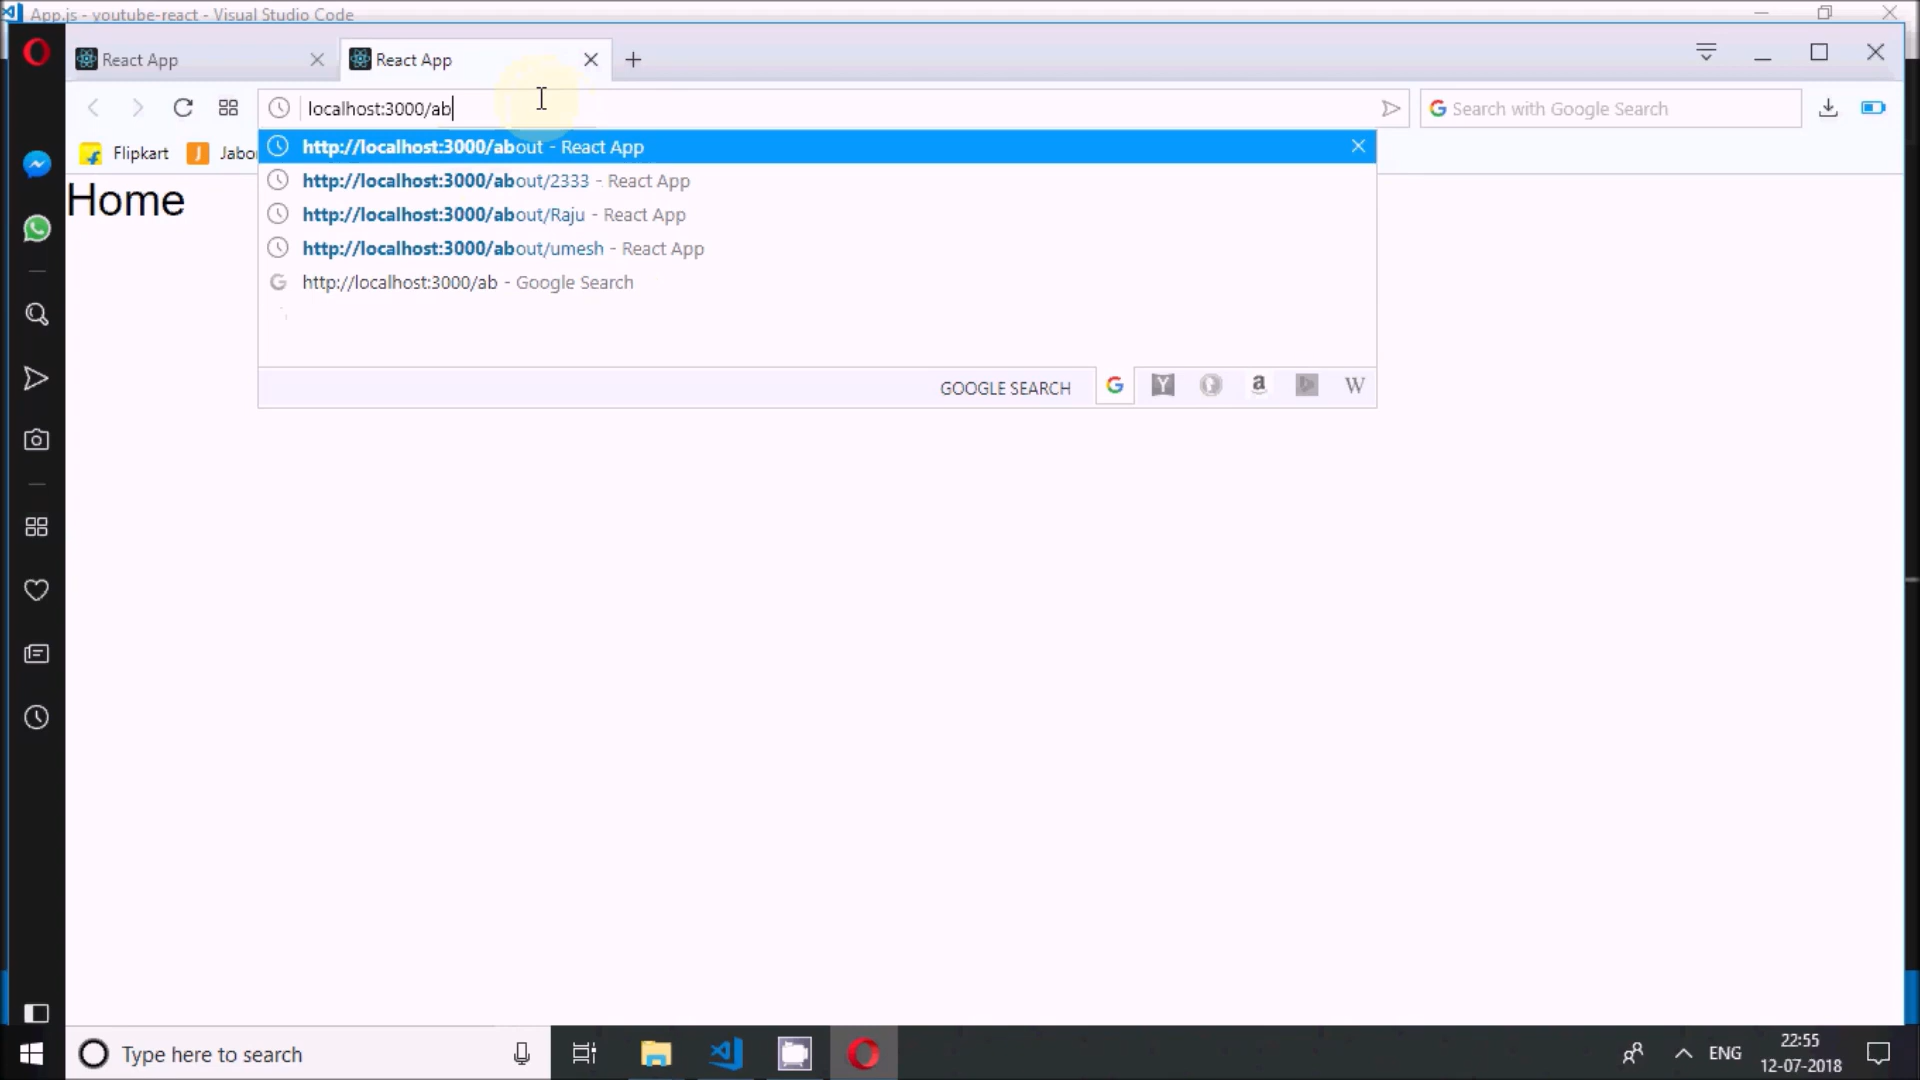 App.js - youtube-react - Visual Studio Code
React App
React App
localhost:3000/ab
Search with Google Search
Flipkart
Jabo
http://localhost:3000/about - React App
http://localhost:3000/about/2333 - React App
http://localhost:3000/about/Raju - React App
http://localhost:3000/about/umesh - React App
http://localhost:3000/ab - Google Search
Home
GOOGLE SEARCH
Type here to search
ENG
22:55
12-07-2018